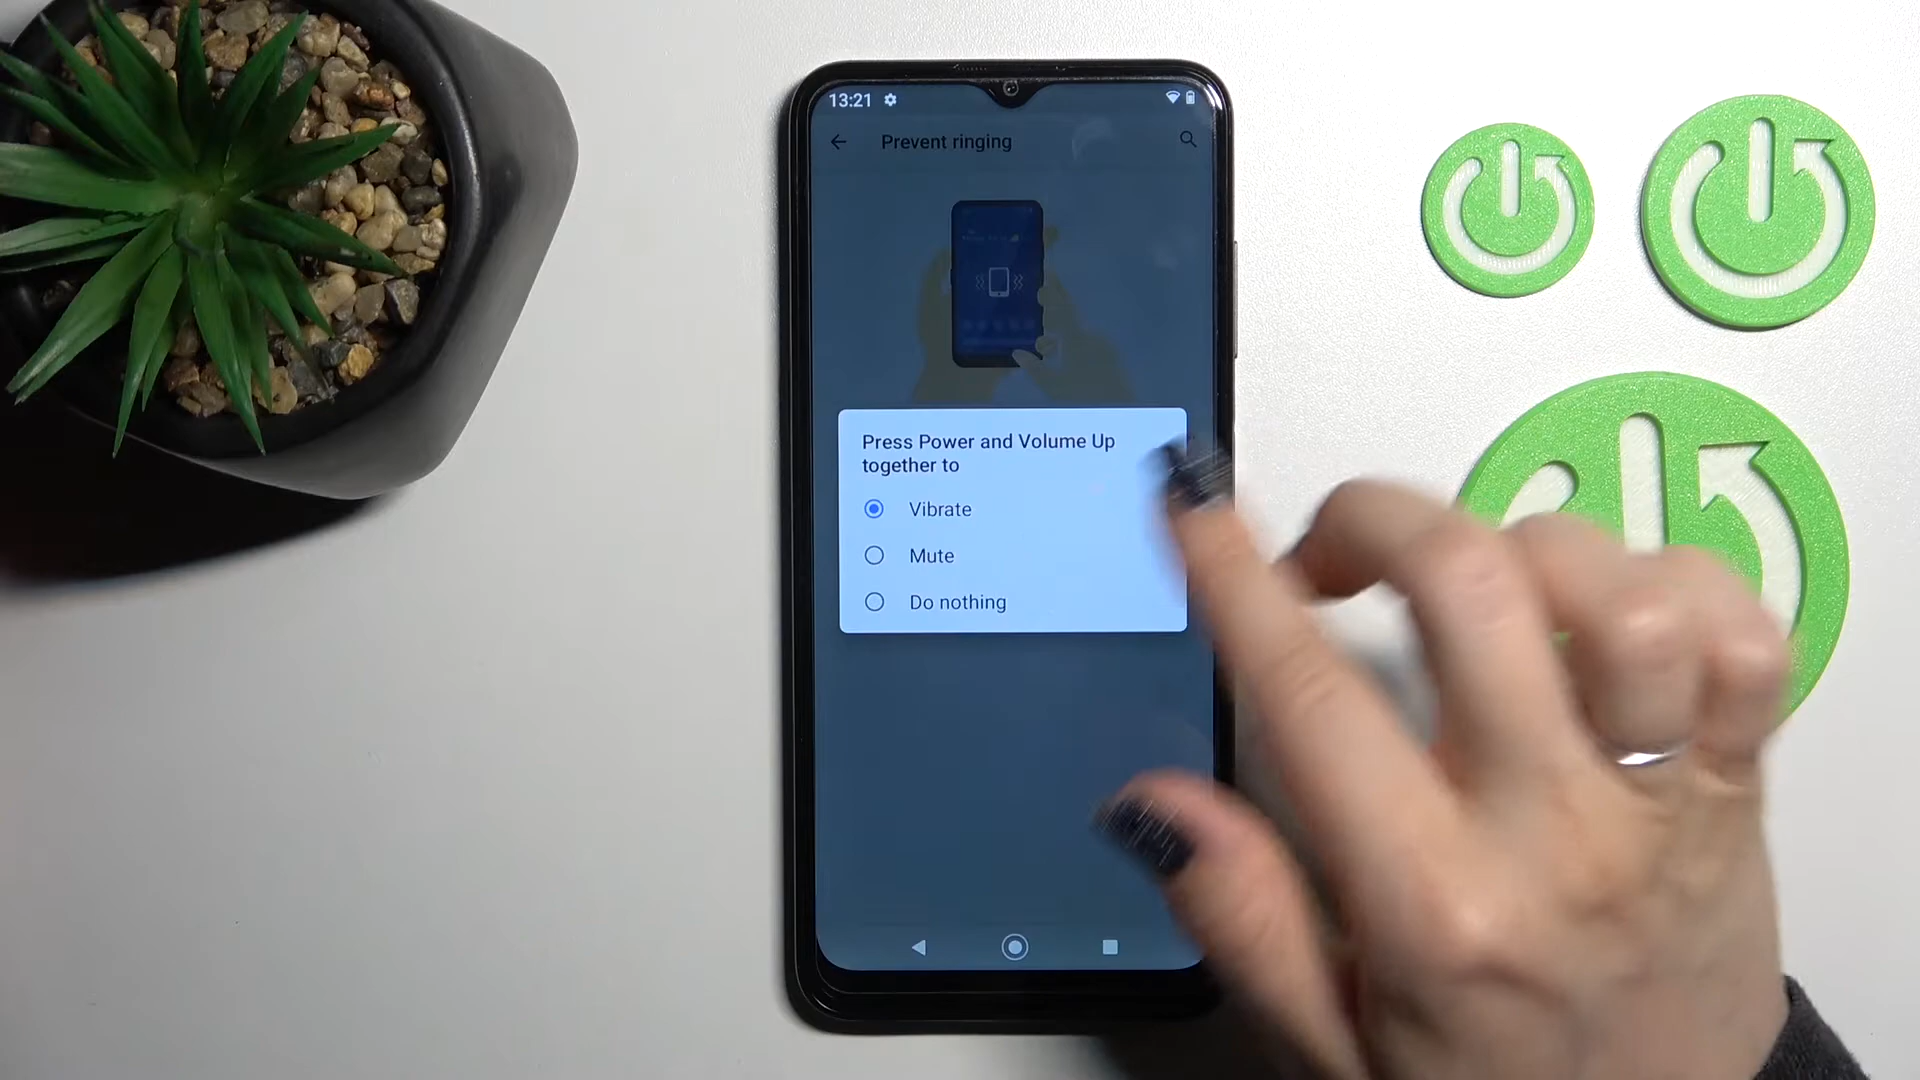 13:21
Prevent ringing
Press Power and Volume Up
together to
Vibrate
Mute
Do nothing